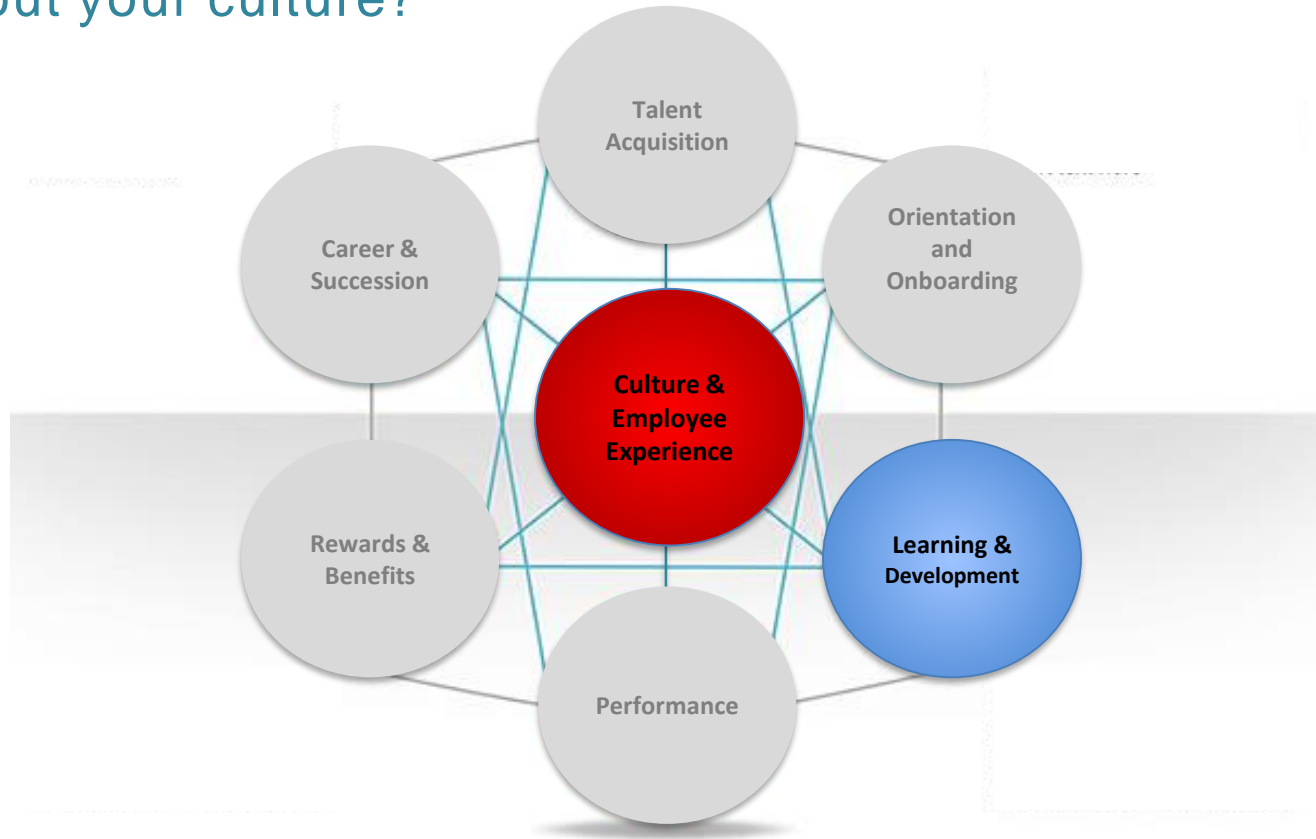 out your culture?
Talent
Acquisition
Career &
Succession
Orientation
and
Onboarding
Culture &
Employee
Experience
Rewards &
Benefits
Learning &
Development
Performance